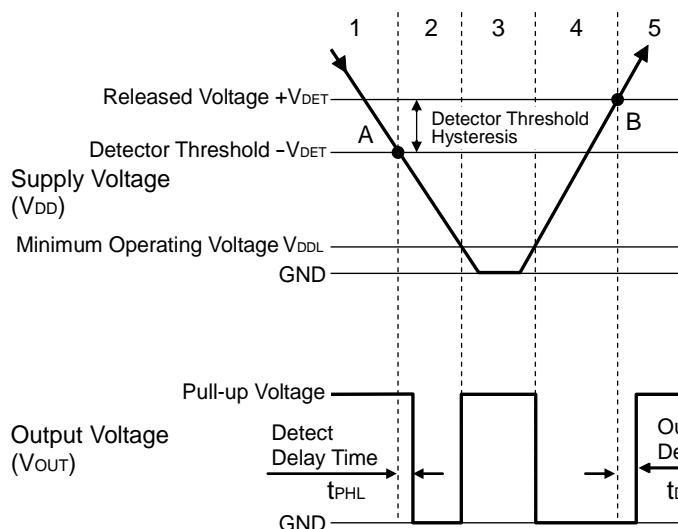 1 2 3 4 5
Released Voltage +VDET
A
Detector Threshold
Hysteresis
B
Detector Threshold -VDET
Supply Voltage
(VDD)
Minimum Operating Voltage VDDL
GND
Pull-up Voltage
Output Voltage
(VOUT)
Detect
Delay Time
tPHL
GND